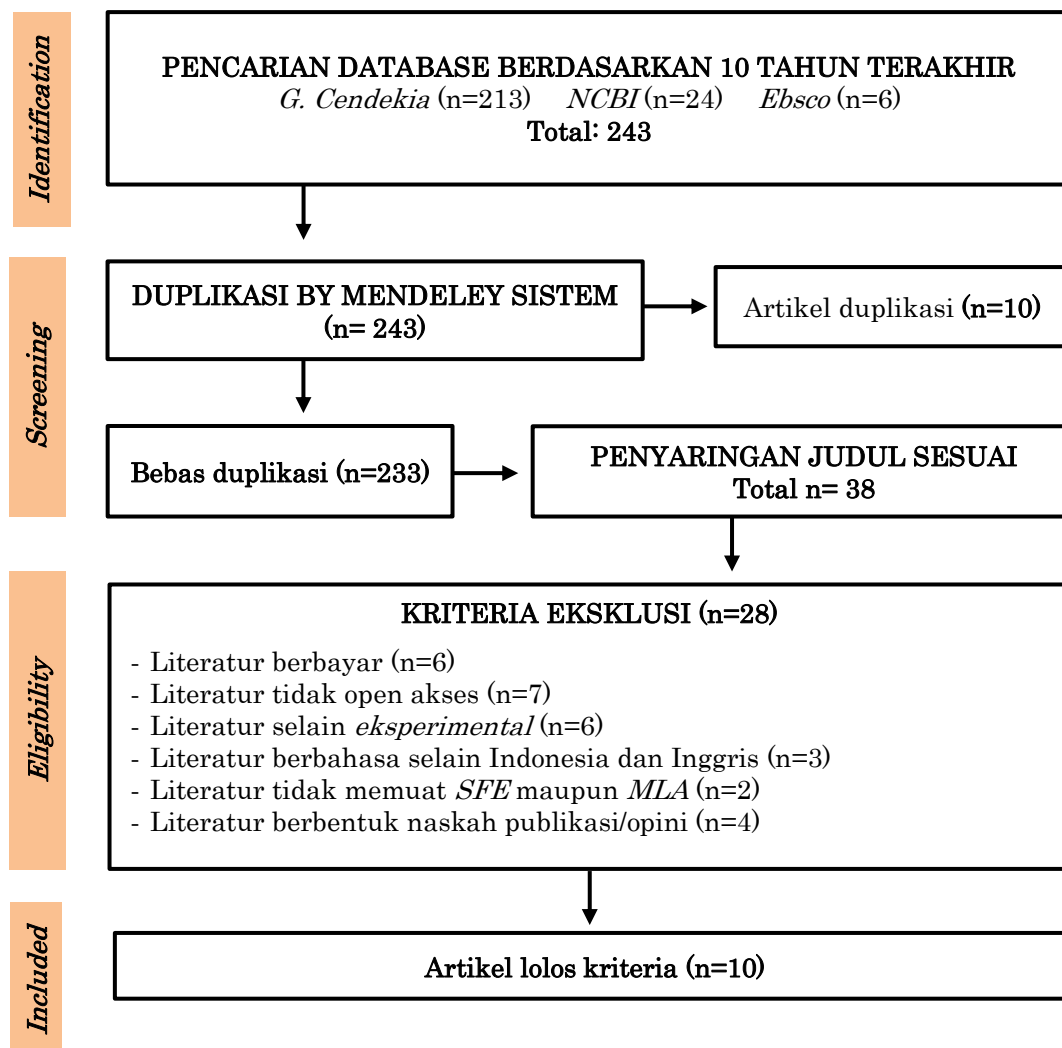 Identification
PENCARIAN DATABASE BERDASARKAN 10 TAHUN TERAKHIR
G. Cendekia (n=213) NCBI (n=24) Ebsco (n=6)
Total: 243
Screening
DUPLIKASI BY MENDELEY SISTEM
(n= 243)
Artikel duplikasi (n=10)
Bebas duplikasi (n=233)
PENYARINGAN JUDUL SESUAI
Total n= 38
Eligibility
KRITERIA EKSKLUSI (n=28)
- Literatur berbayar (n=6)
- Literatur tidak open akses (n=7)
- Literatur selain eksperimental (n=6)
- Literatur berbahasa selain Indonesia dan Inggris (n=3)
- Literatur tidak memuat SFE maupun MLA (n=2)
- Literatur berbentuk naskah publikasi/opini (n=4)
Included
Artikel lolos kriteria (n=10)